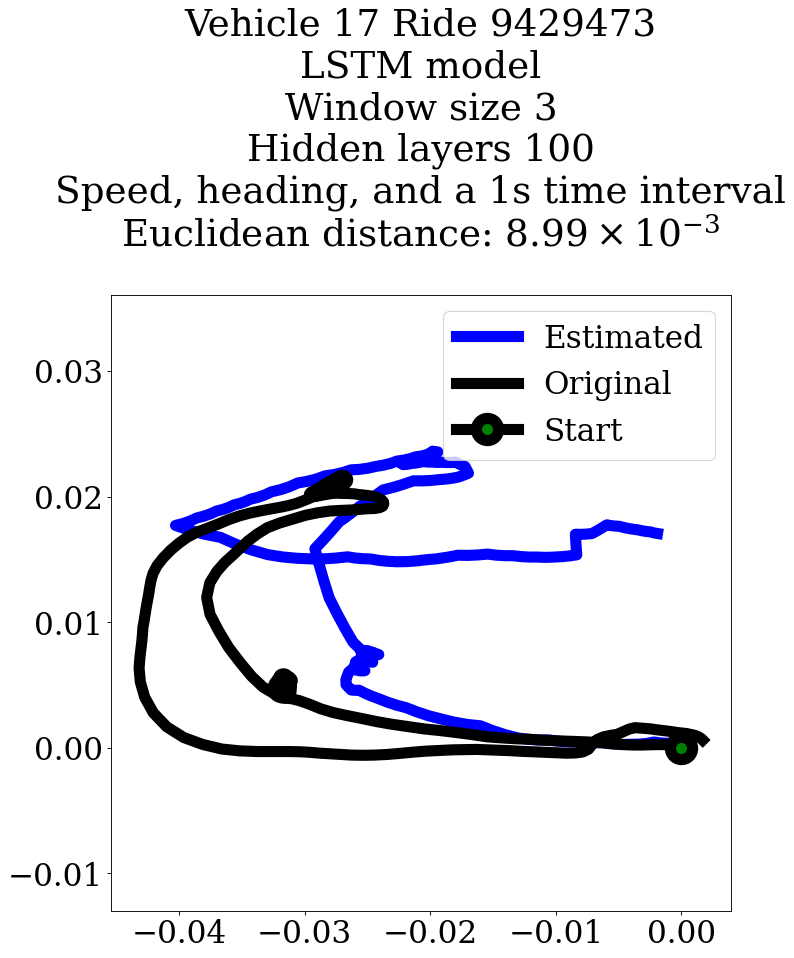 Vehicle 17 Ride 9429473
LSTM model
Window size 3
Hidden layers 100
Speed, heading, and a 1s time interval
Euclidean distance: 8.99 × 10⁻³
Estimated
Original
Start
0.03
0.02
0.01
0.00
−0.01
−0.04 −0.03 −0.02 −0.01 0.00